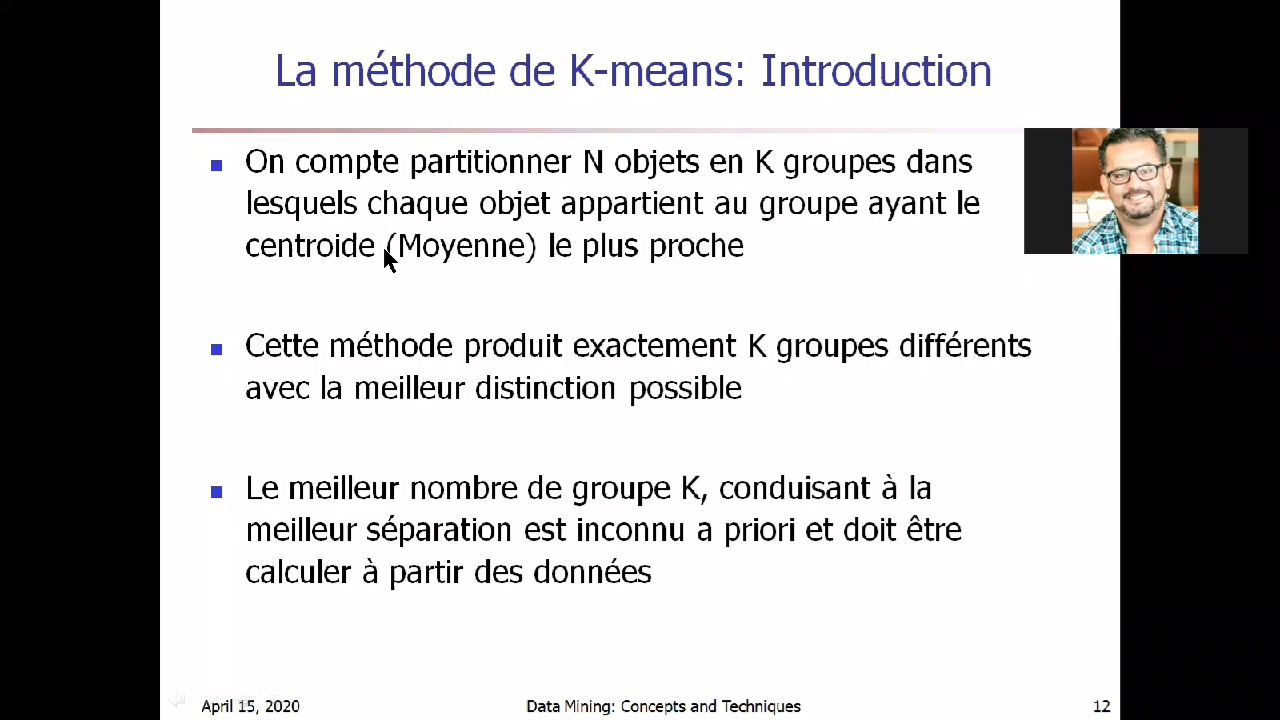 La méthode de K-means: Introduction
On compte partitionner N objets en K groupes dans
lesquels chaque objet appartient au groupe ayant le
centroide (Moyenne) le plus proche
Cette méthode produit exactement K groupes différents
avec la meilleur distinction possible
Le meilleur nombre de groupe K, conduisant à la
meilleur séparation est inconnu a priori et doit être
calculer à partir des données
April 15, 2020
Data Mining: Concepts and Techniques
12